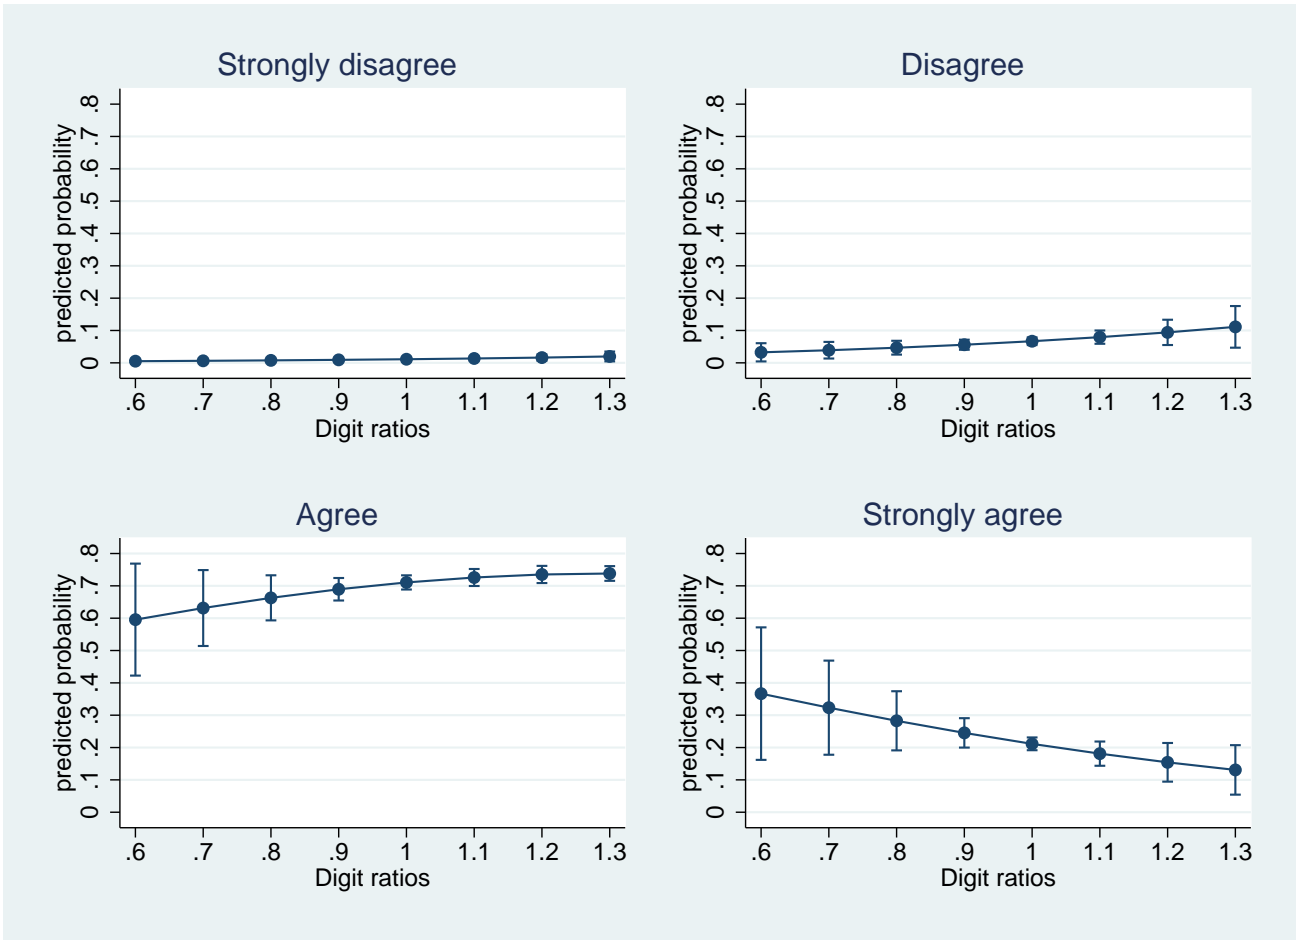 Strongly disagree
predicted probability
0 .1 .2 .3 .4 .5 .6 .7 .8
.6 .7 .8 .9 1 1.1 1.2 1.3
Digit ratios
Disagree
predicted probability
0 .1 .2 .3 .4 .5 .6 .7 .8
.6 .7 .8 .9 1 1.1 1.2 1.3
Digit ratios
Agree
predicted probability
0 .1 .2 .3 .4 .5 .6 .7 .8
.6 .7 .8 .9 1 1.1 1.2 1.3
Digit ratios
Strongly agree
predicted probability
0 .1 .2 .3 .4 .5 .6 .7 .8
.6 .7 .8 .9 1 1.1 1.2 1.3
Digit ratios